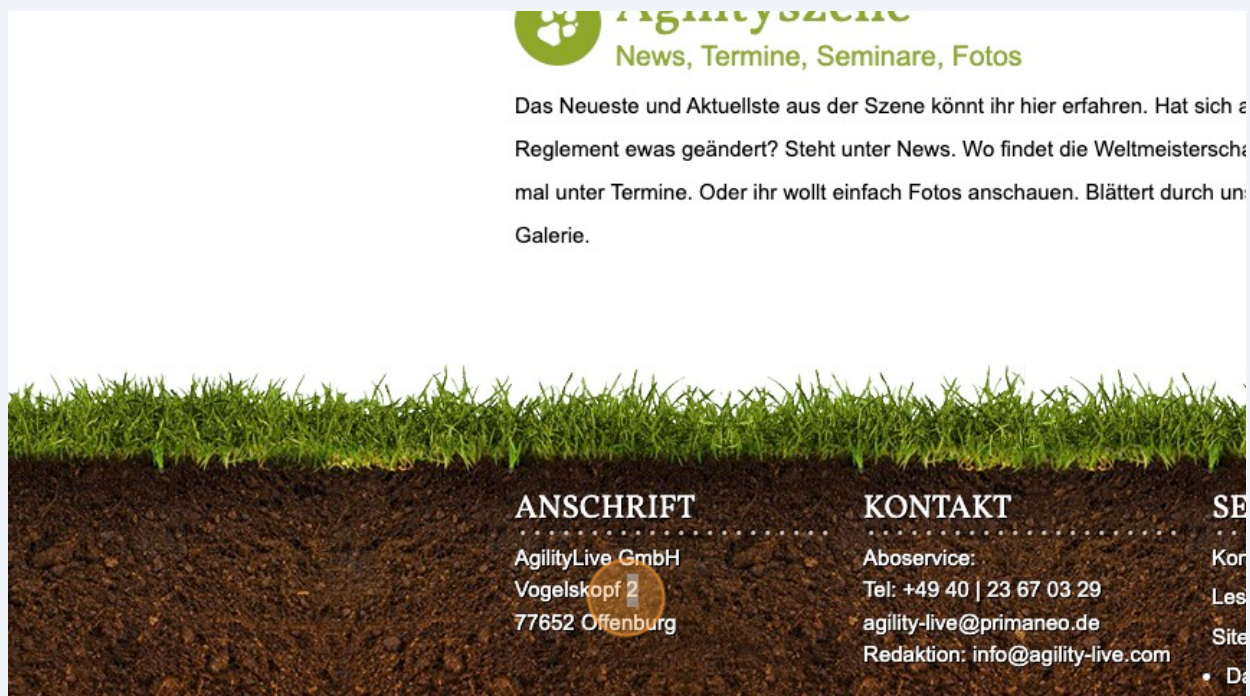 Agilityszene
News, Termine, Seminare, Fotos
Das Neueste und Aktuellste aus der Szene könnt ihr hier erfahren. Hat sich
Reglement ewas geändert? Steht unter News. Wo findet die
mal unter Termine. Oder ihr wollt einfach Fotos anschauen. Blättert durch
Galerie.
ANSCHRIFT
AgilityLive GmbH
Vogelskopf 2
77652 Offenburg
KONTAKT
Aboservice:
Tel: +49 40 | 23 67 03 29
agility-live@primaneo.de
Redaktion: info@agility-live.com